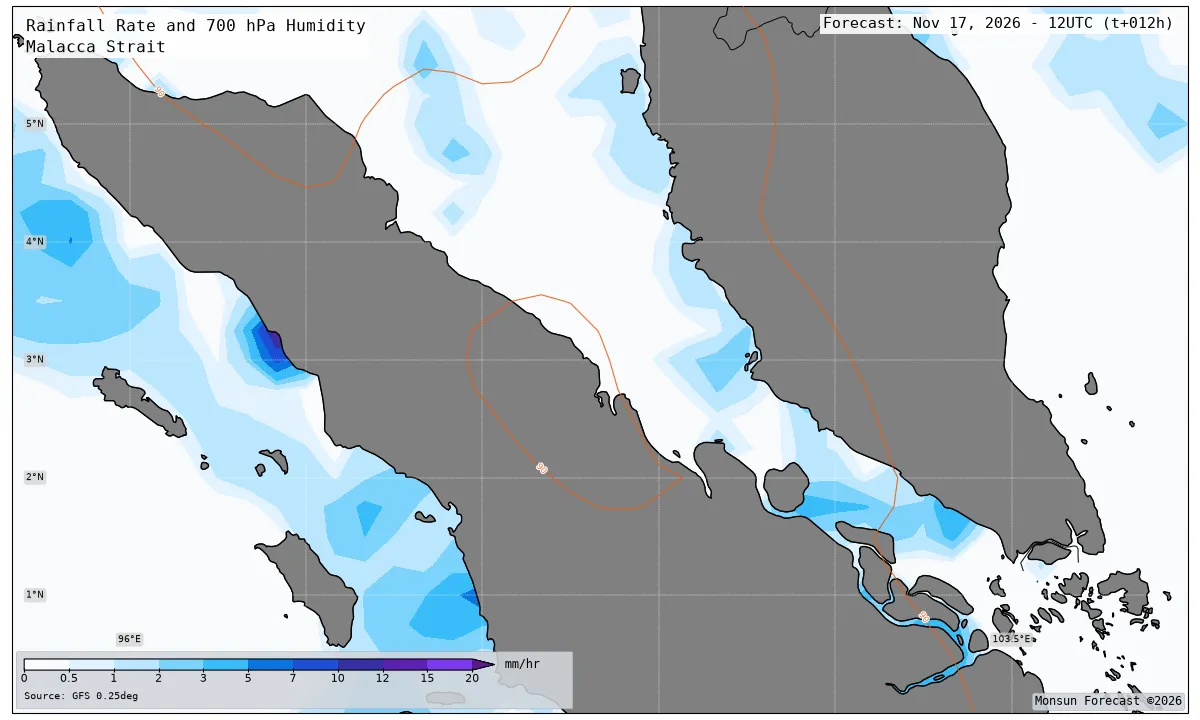 Rainfall Rate and 700 hPa Humidity
Malacca Strait
Forecast: Nov 17, 2026 - 12UTC (t+012h)
90
5°N
4°N
3°N
2°N
90
1°N
96°E
103.5°E
mm/hr
0 0.5 1 2 3 5 7 10 12 15 20
Source: GFS 0.25deg
Monsun Forecast ©2026